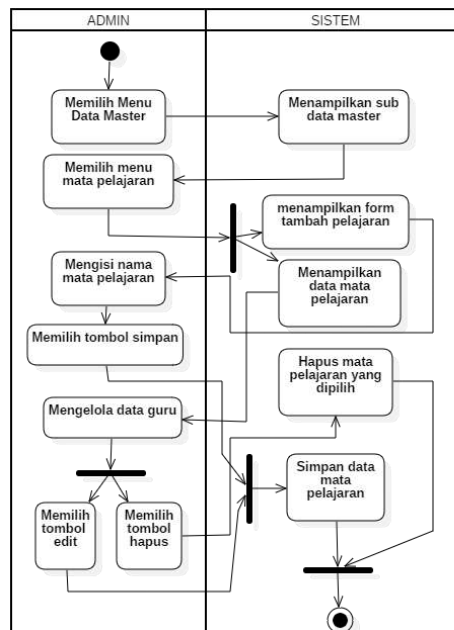 ADMIN
SISTEM
Memilih Menu
Data Master
Menampilkan sub
data master
Memilih menu
mata pelajaran
menampilkan form
tambah pelajaran
Mengisi nama
mata pelajaran
Menampilkan
data mata
pelajaran
Memilih tombol simpan
Hapus mata
pelajaran yang
dipilih
Mengelola data guru
Simpan data
mata
pelajaran
Memilih
tombol
edit
Memilih
tombol
hapus